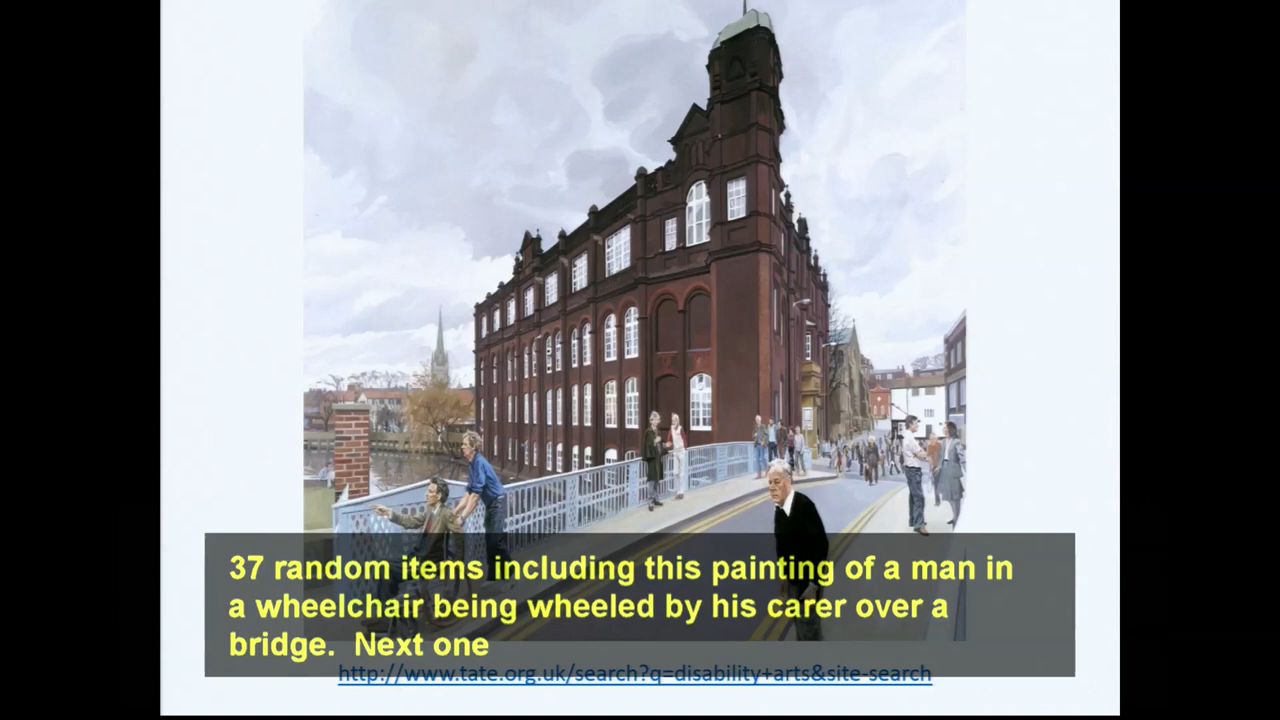 37 random items including this painting of a man in
a wheelchair being wheeled by his carer over a
bridge.  Next one
http://www.tate.org.uk/search?q=disability+arts&site-search